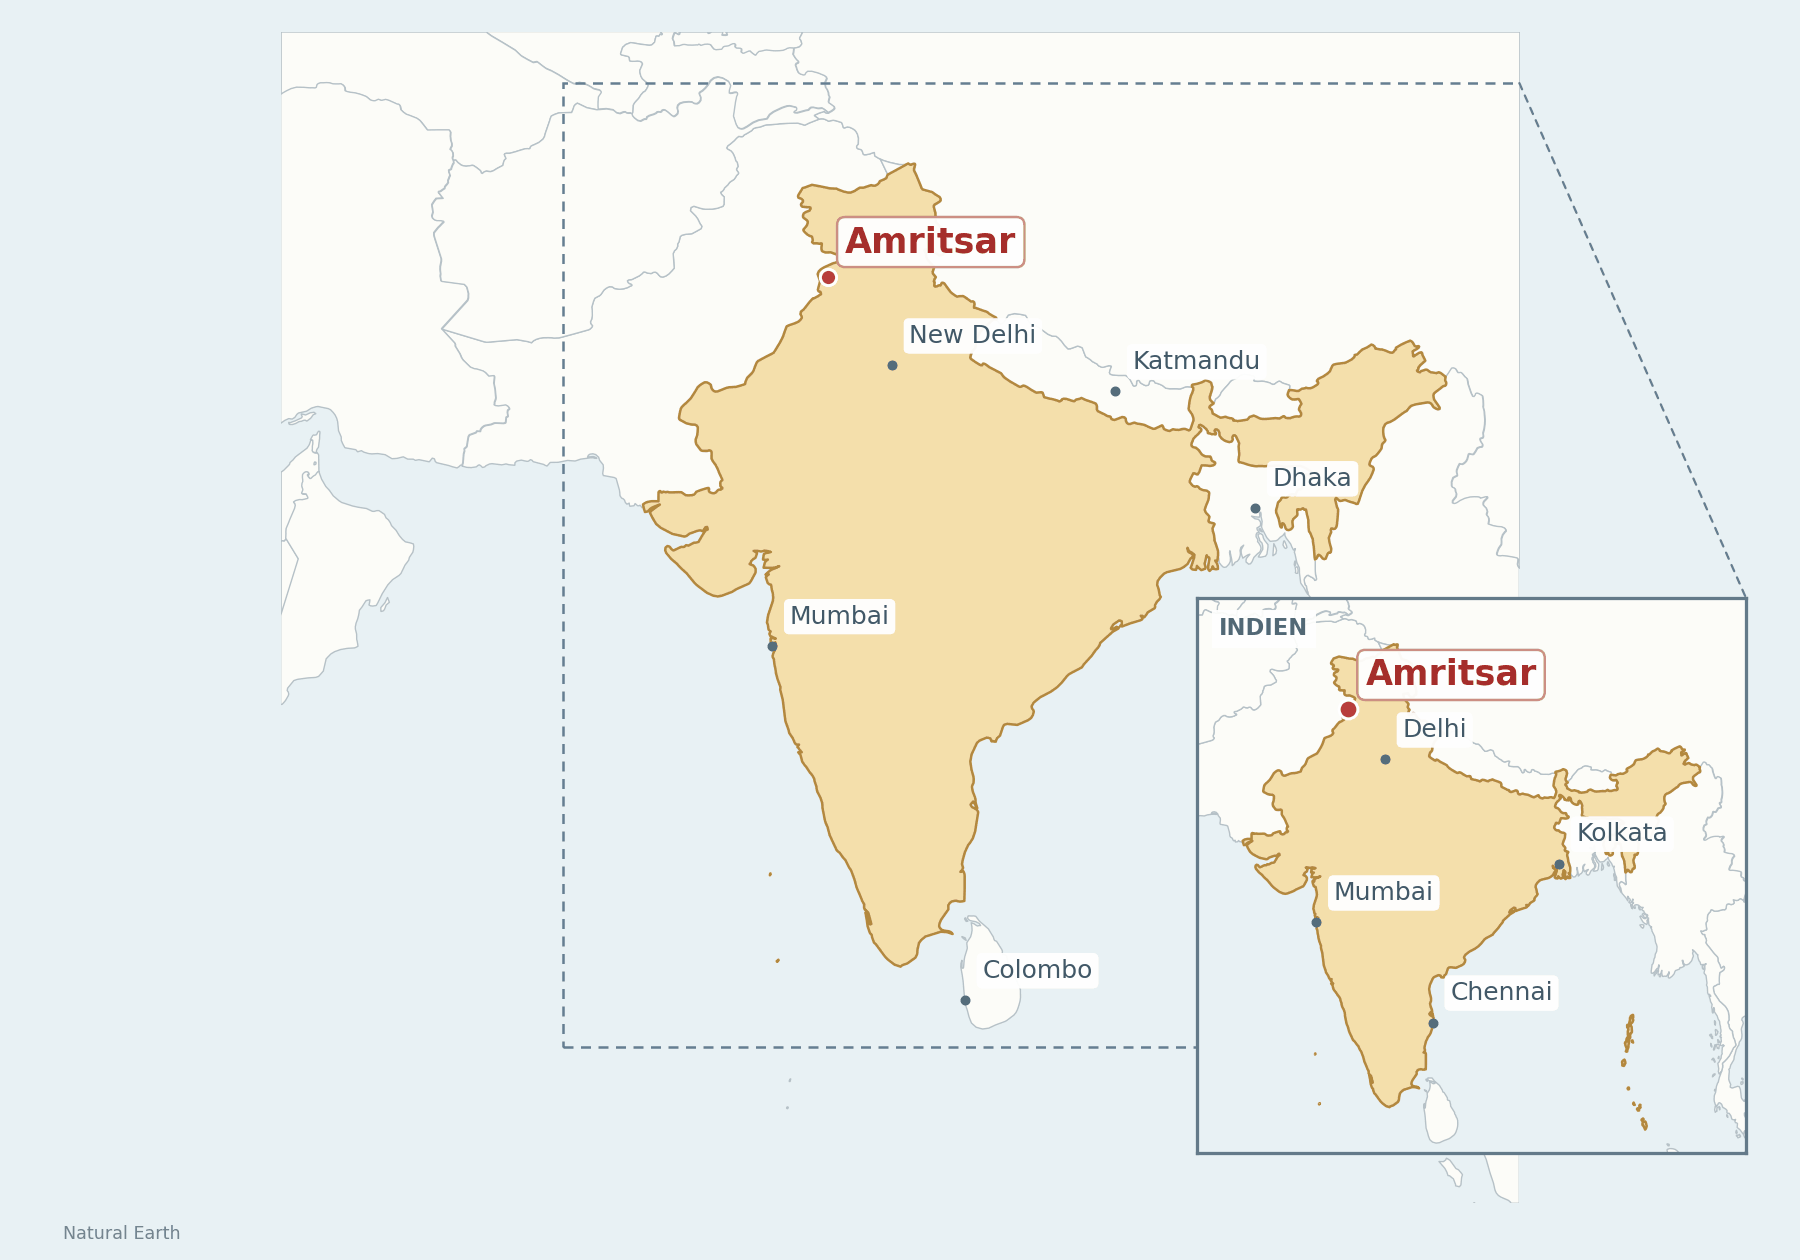 Amritsar
New Delhi
Katmandu
Dhaka
Mumbai
Colombo
INDIEN
Amritsar
Delhi
Kolkata
Mumbai
Chennai
Natural Earth